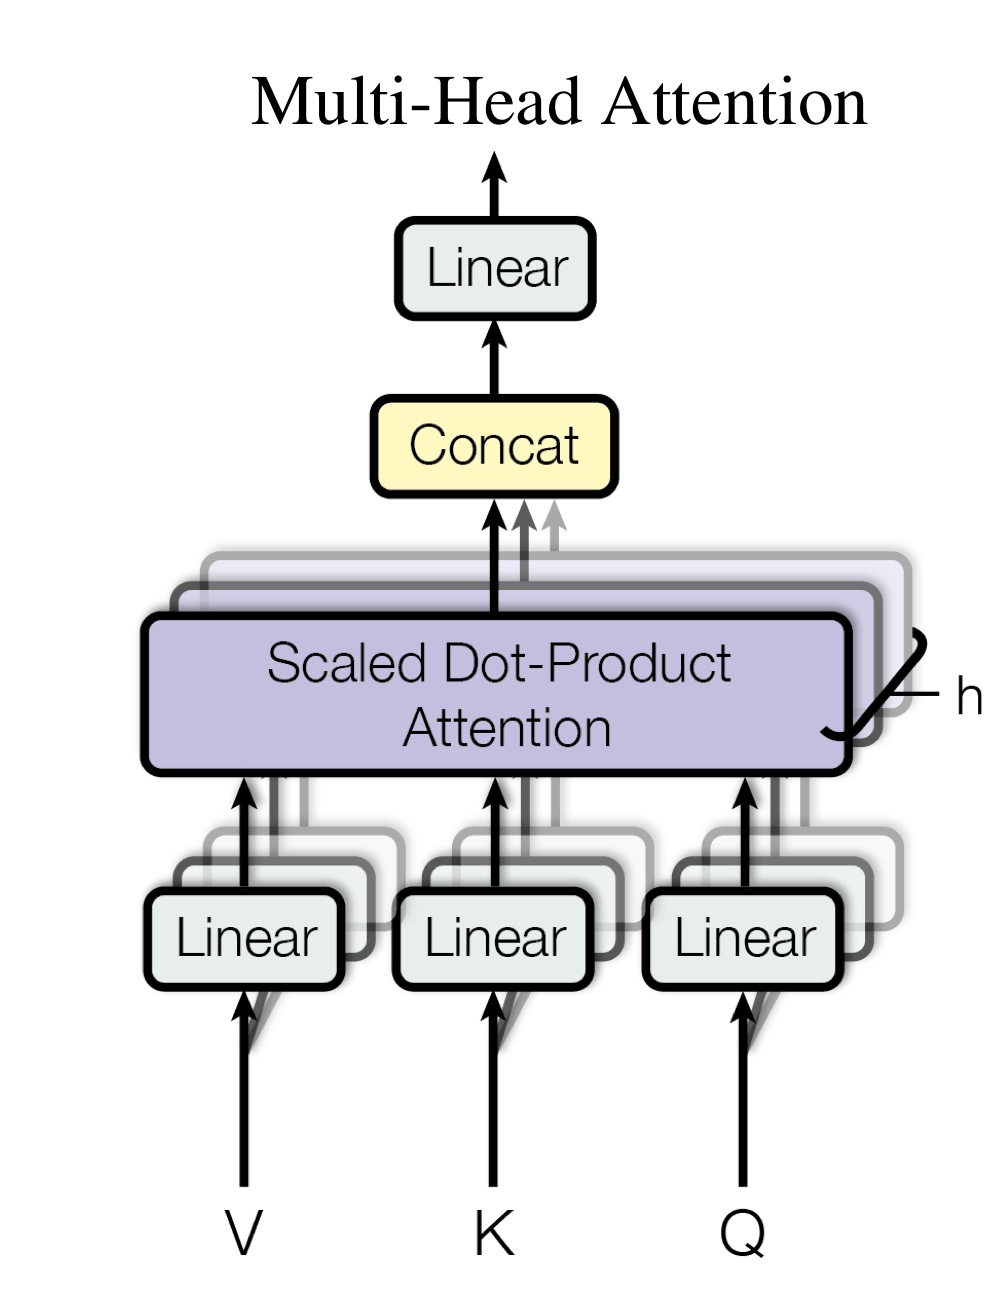 Multi-Head Attention
Linear
Concat
Scaled Dot-Product
Attention
h
Linear Linear Linear
V K Q